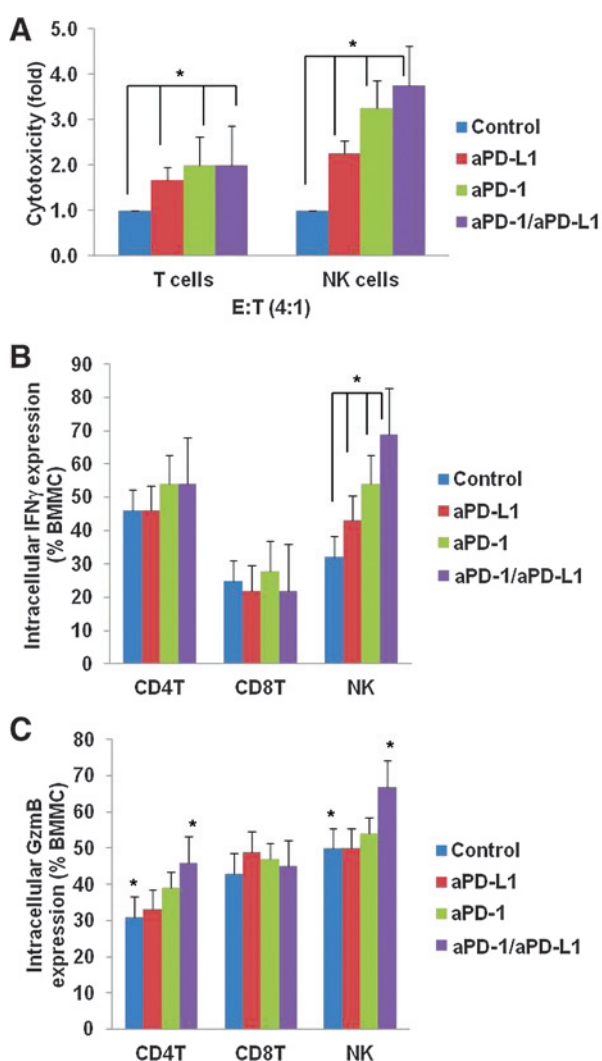 A
Cytotoxicity (fold)
5.0
4.0
3.0
2.0
1.0
0.0
*
*
T cells
NK cells
E:T (4:1)
Control
aPD-L1
aPD-1
aPD-1/aPD-L1
B
Intracellular IFNγ expression
(% BMMC)
90
80
70
60
50
40
30
20
10
0
*
CD4T
CD8T
NK
Control
aPD-L1
aPD-1
aPD-1/aPD-L1
C
Intracellular GzmB
expression (% BMMC)
80
70
60
50
40
30
20
10
0
*
*
*
*
CD4T
CD8T
NK
Control
aPD-L1
aPD-1
aPD-1/aPD-L1